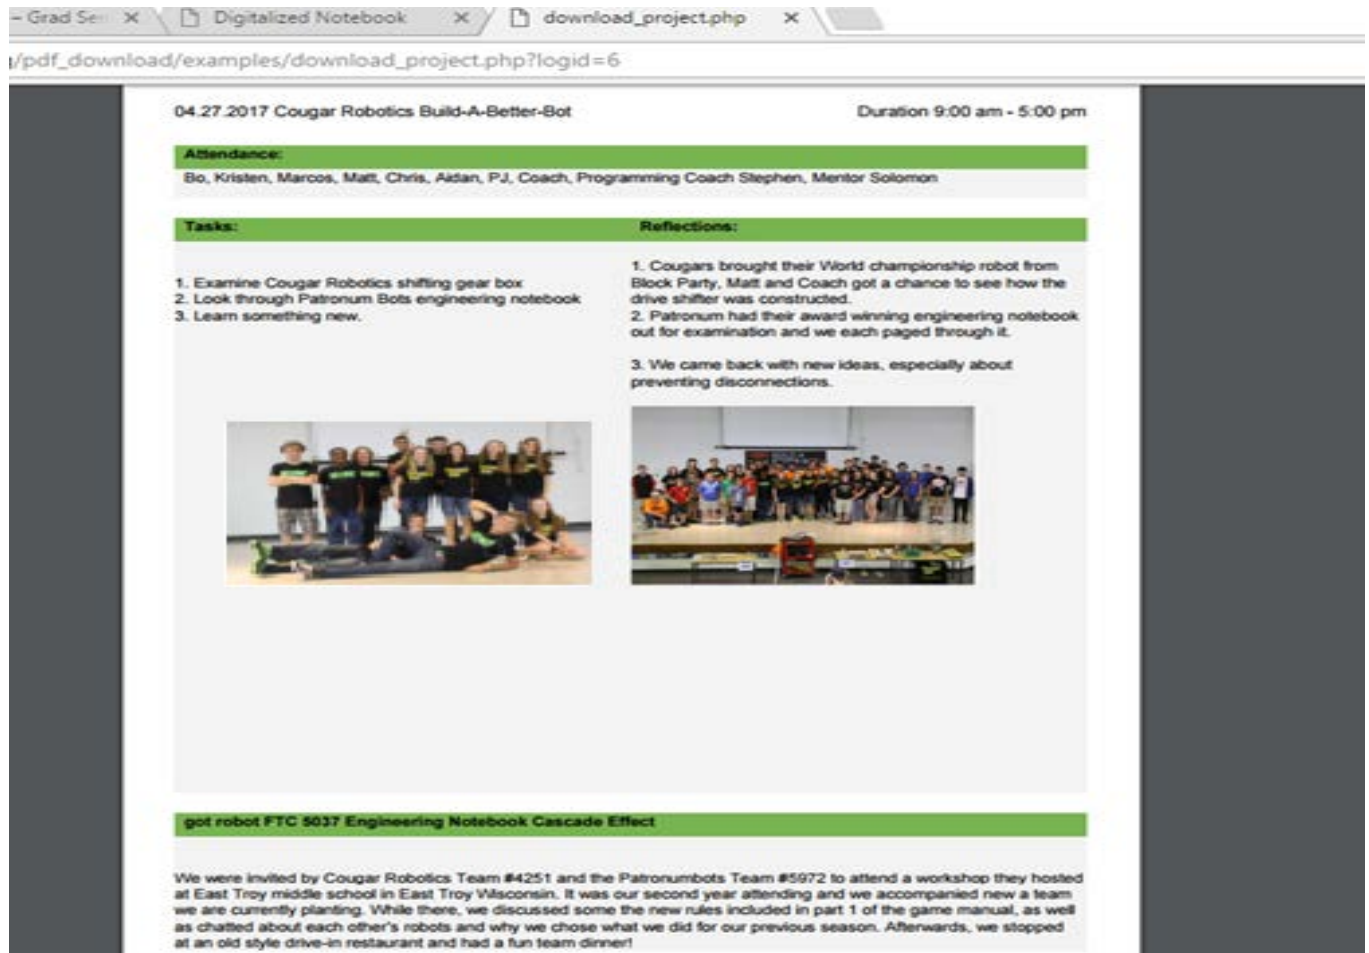 – Grad Ser
Digitalized Notebook
download_project.php
/pdf_download/examples/download_project.php?logid=6
04.27.2017 Cougar Robotics Build-A-Better-Bot
Duration 9:00 am - 5:00 pm
Attendance:
Bo, Kristen, Marcos, Matt, Chris, Aidan, PJ, Coach, Programming Coach Stephen, Mentor Solomon
Tasks:
1. Examine Cougar Robotics shifting gear box
2. Look through Patronum Bots engineering notebook
3. Learn something new.
Reflections:
1. Cougars brought their World championship robot from
Block Party, Matt and Coach got a chance to see how the
drive shifter was constructed.
2. Patronum had their award winning engineering notebook
out for examination and we each paged through it.
3. We came back with new ideas, especially about
preventing disconnections.
got robot FTC 5037 Engineering Notebook Cascade Effect
We were invited by Cougar Robotics Team #4251 and the Patronumbots Team #5972 to attend a workshop they hosted
at East Troy middle school in East Troy Wisconsin. It was our second year attending and we accompanied new a team
we are currently planting. While there, we discussed some the new rules included in part 1 of the game manual, as well
as chatted about each other's robots and why we chose what we did for our previous season. Afterwards, we stopped
at an old style drive-in restaurant and had a fun team dinner!